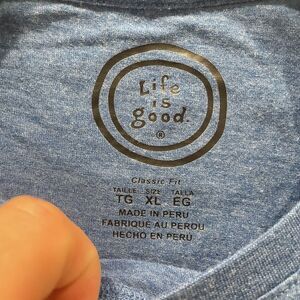 Life
is
good.
®
Classic Fit
TAILLE SIZE TALLA
TG XL EG
MADE IN PERU
FABRIQUÉ AU PEROU
HECHO EN PERU